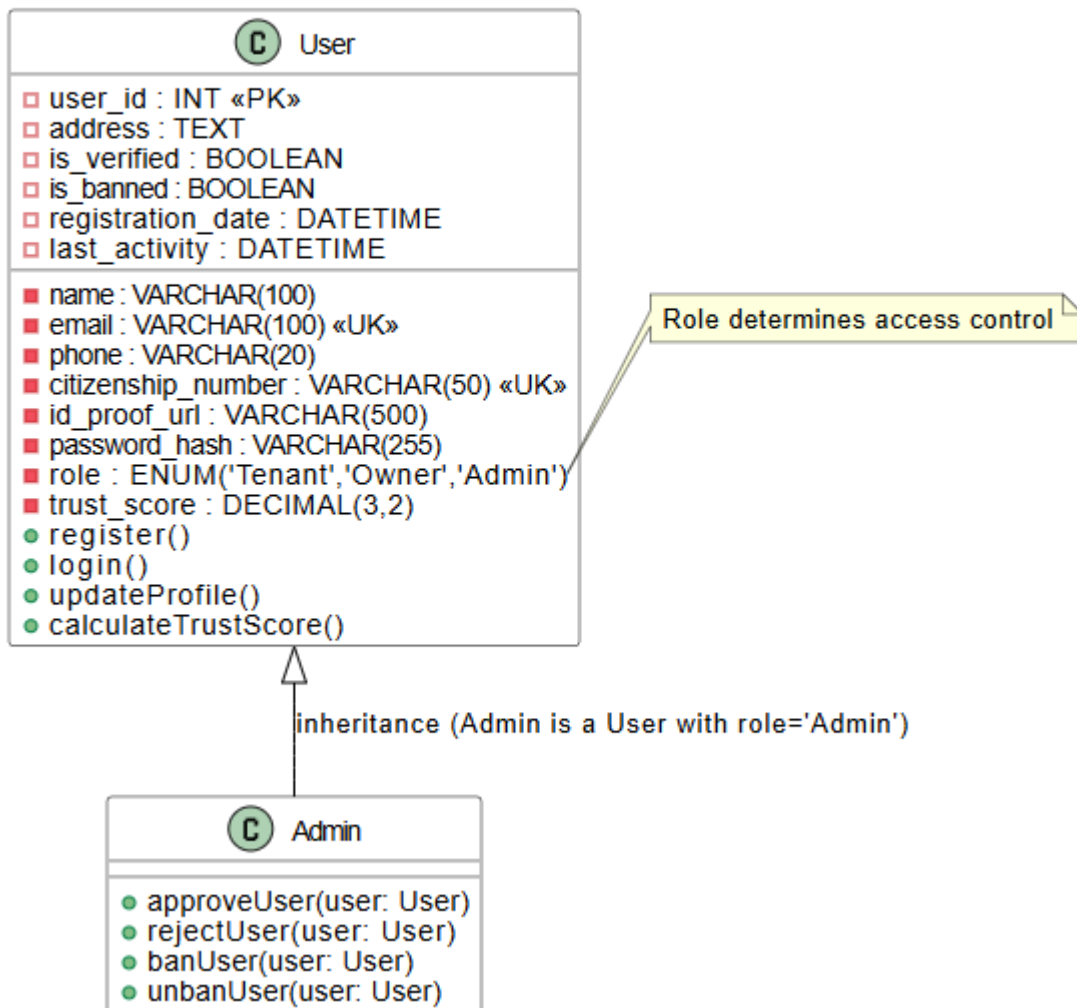 C User
user_id : INT «PK»
address : TEXT
is_verified : BOOLEAN
is_banned : BOOLEAN
registration_date : DATETIME
last_activity : DATETIME
name : VARCHAR(100)
email : VARCHAR(100) «UK»
phone : VARCHAR(20)
citizenship_number : VARCHAR(50) «UK»
id_proof_url : VARCHAR(500)
password_hash : VARCHAR(255)
role : ENUM('Tenant','Owner','Admin')
trust_score : DECIMAL(3,2)
register()
login()
updateProfile()
calculateTrustScore()
Role determines access control
inheritance (Admin is a User with role='Admin')
C Admin
approveUser(user: User)
rejectUser(user: User)
banUser(user: User)
unbanUser(user: User)